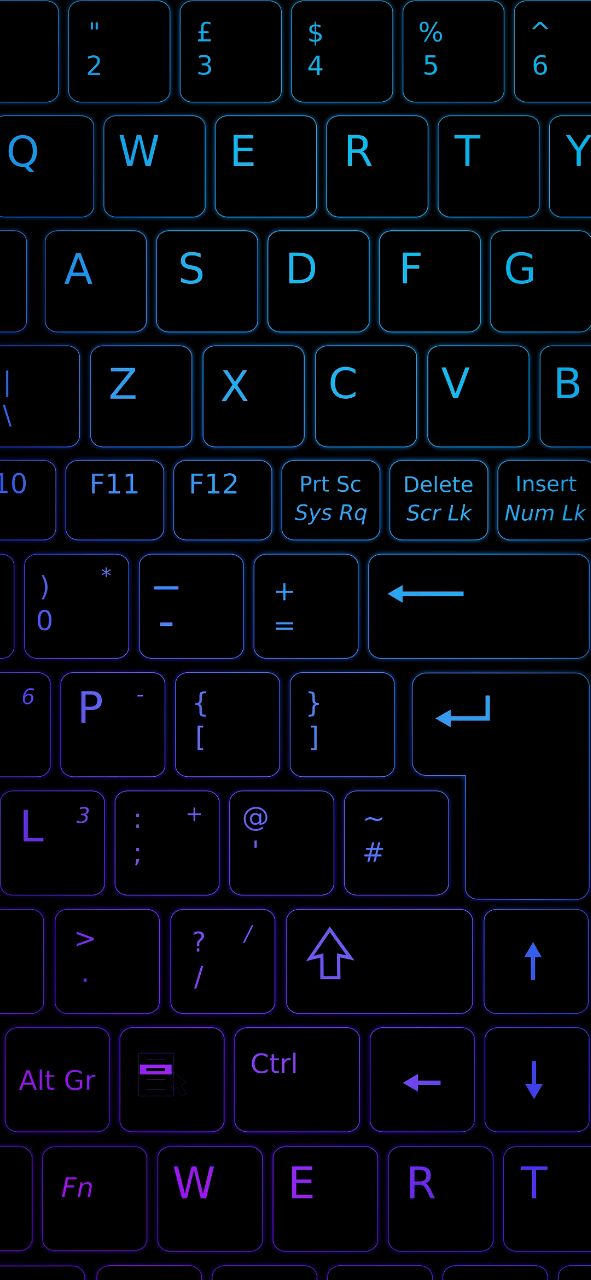 " £ $ % ^
2 3 4 5 6
Q W E R T Y
A S D F G
| Z X C V B
\
10 F11 F12 Prt Sc Delete Insert
Sys Rq Scr Lk Num Lk
) * — +
0 - =
6 P - { }
[ ]
L 3 : + @ ~
; ' #
> ? /
. /
Alt Gr Ctrl
Fn W E R T